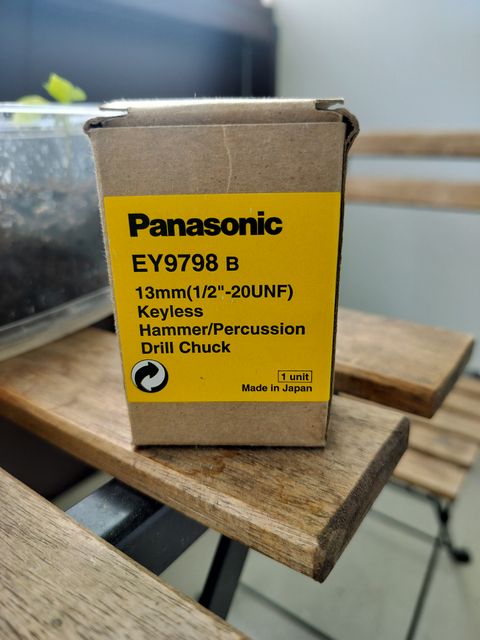 Panasonic
EY9798 B
13mm(1/2"-20UNF)
Keyless
Hammer/Percussion
Drill Chuck
1 unit
Made in Japan